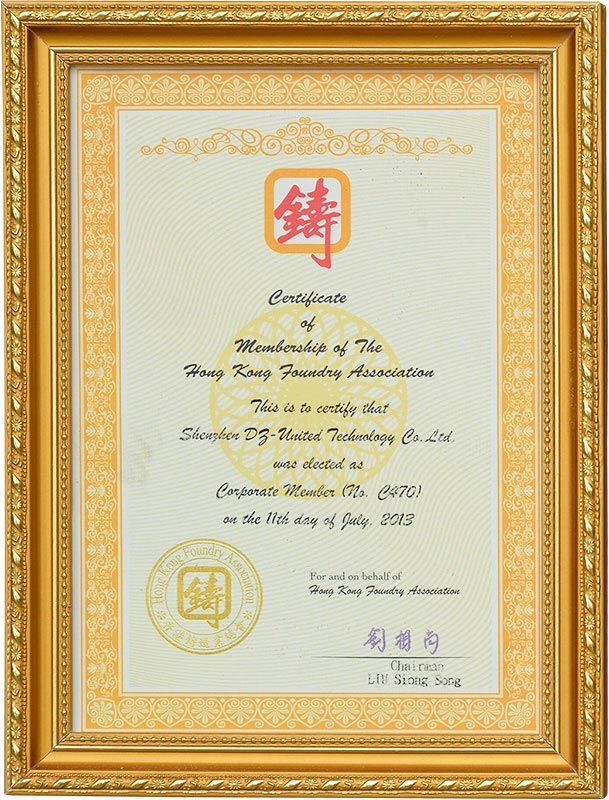 鑄
Certificate
of
Membership of The
Hong Kong Foundry Association
This is to certify that
Shenzhen DZ-United Technology Co.Ltd.
was elected as
Corporate Member (No. C470)
on the 11th day of July, 2013
For and on behalf of
Hong Kong Foundry Association
Hong Kong Foundry Association
鑄
劉相尚
Chairman
LIU Siong Song